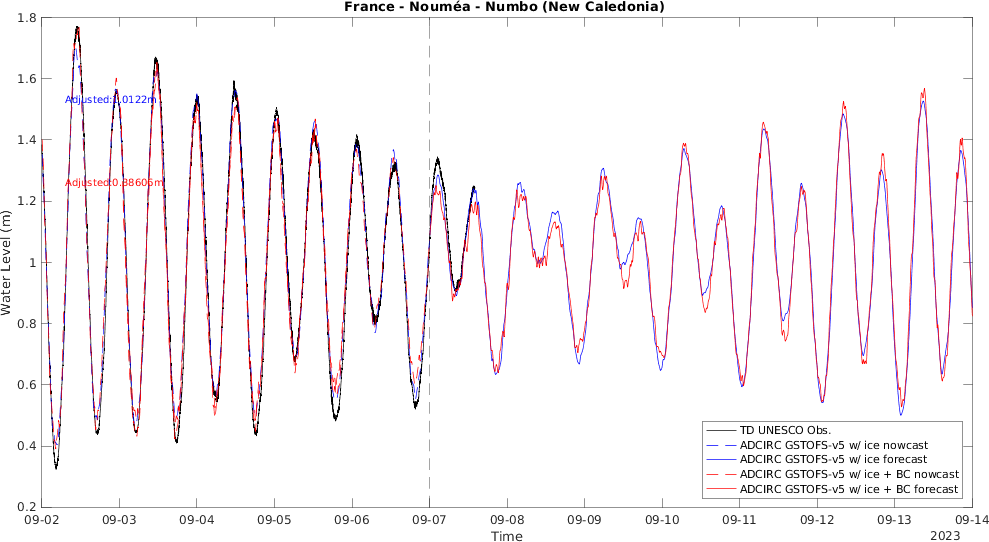 France - Nouméa - Numbo (New Caledonia)
1.8
1.6
1.4
1.2
1
0.8
0.6
0.4
0.2
Water Level (m)
Adjusted:1.0122m
Adjusted:0.88605m
TD UNESCO Obs.
ADCIRC GSTOFS-v5 w/ ice nowcast
ADCIRC GSTOFS-v5 w/ ice forecast
ADCIRC GSTOFS-v5 w/ ice + BC nowcast
ADCIRC GSTOFS-v5 w/ ice + BC forecast
09-02 09-03 09-04 09-05 09-06 09-07 09-08 09-09 09-10 09-11 09-12 09-13 09-14
Time
2023